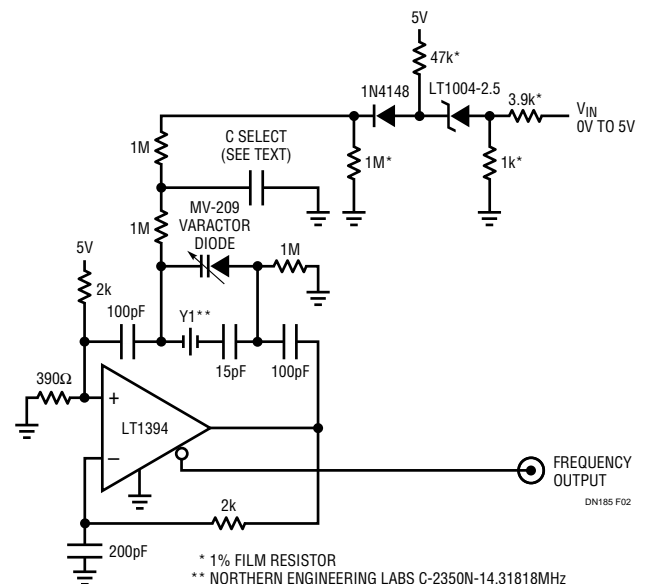 5V
47k*
1N4148
LT1004-2.5
3.9k*
VIN
0V TO 5V
1M
C SELECT
(SEE TEXT)
1M*
1k*
1M
MV-209
VARACTOR
DIODE
1M
5V
2k
100pF
Y1**
15pF
100pF
390Ω
+
LT1394
–
FREQUENCY
OUTPUT
DN185 F02
2k
200pF
* 1% FILM RESISTOR
** NORTHERN ENGINEERING LABS C-2350N-14.31818MHz